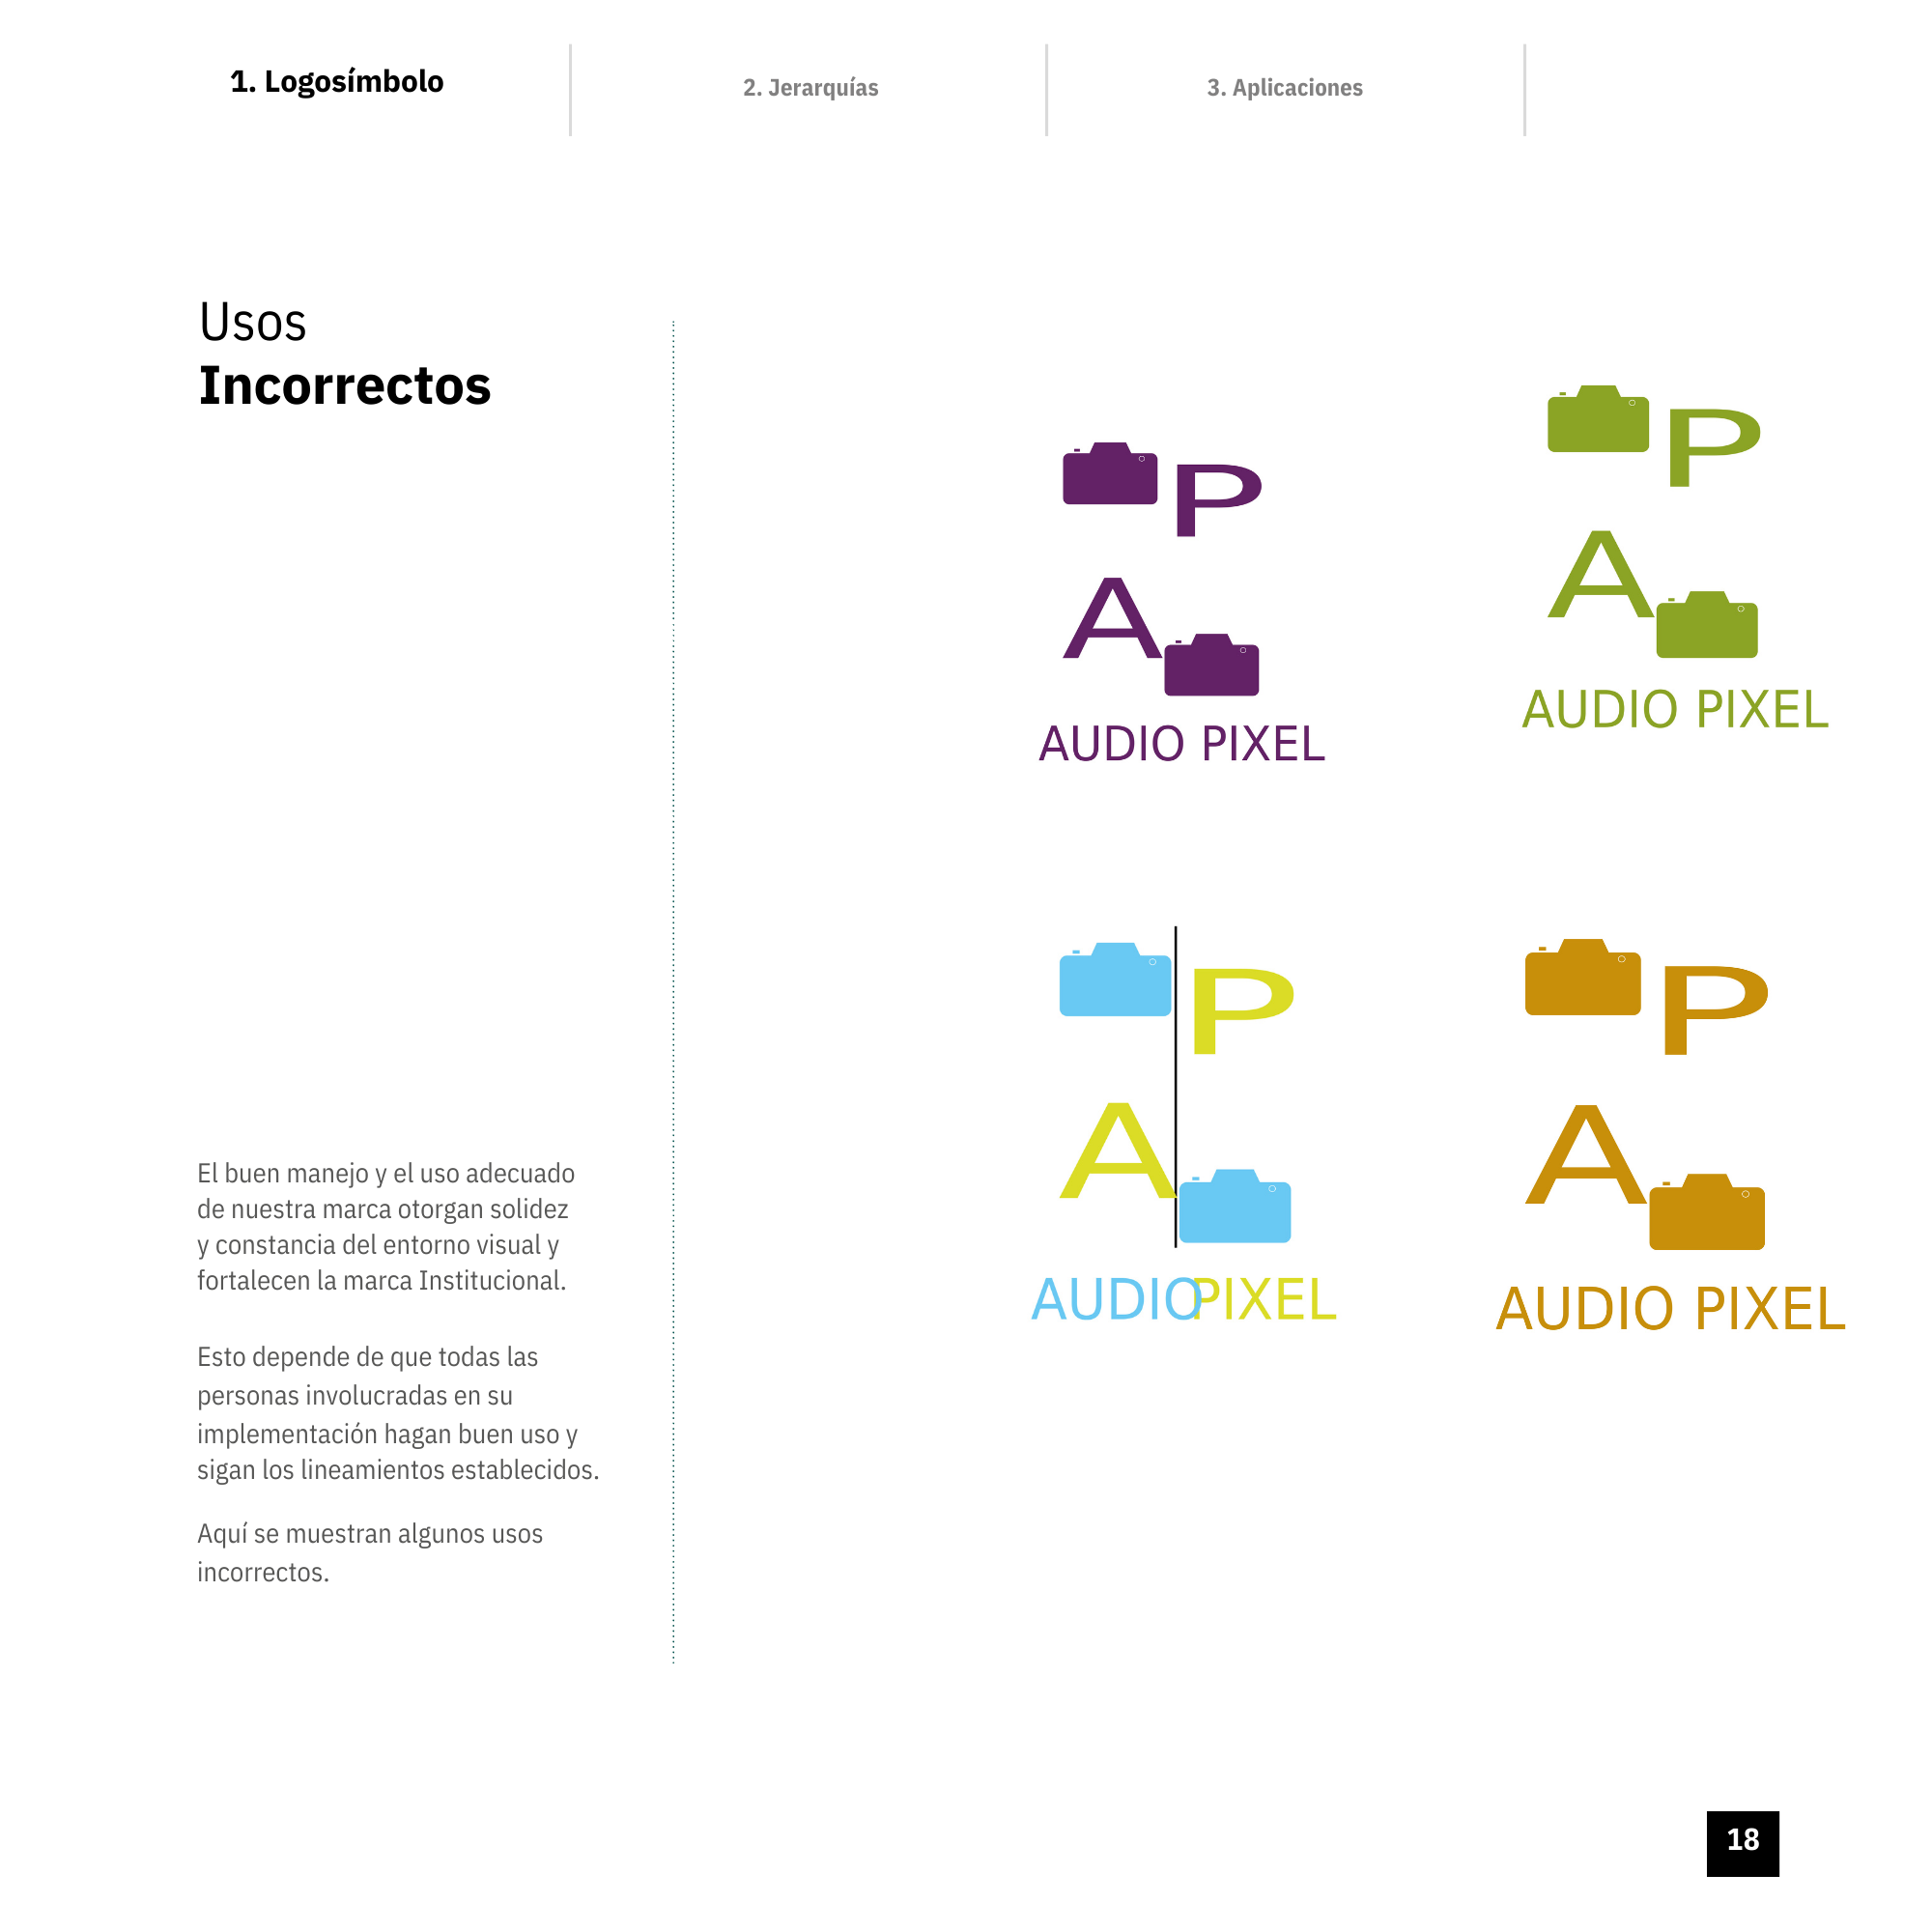 1. Logosímbolo
2. Jerarquías
3. Aplicaciones
Usos
Incorrectos
El buen manejo y el uso adecuado
de nuestra marca otorgan solidez
y constancia del entorno visual y
fortalecen la marca Institucional.
Esto depende de que todas las
personas involucradas en su
implementación hagan buen uso y
sigan los lineamientos establecidos.
Aquí se muestran algunos usos
incorrectos.
P
A
AUDIO PIXEL
P
A
AUDIO PIXEL
P
A
AUDIOPIXEL
P
A
AUDIO PIXEL
18